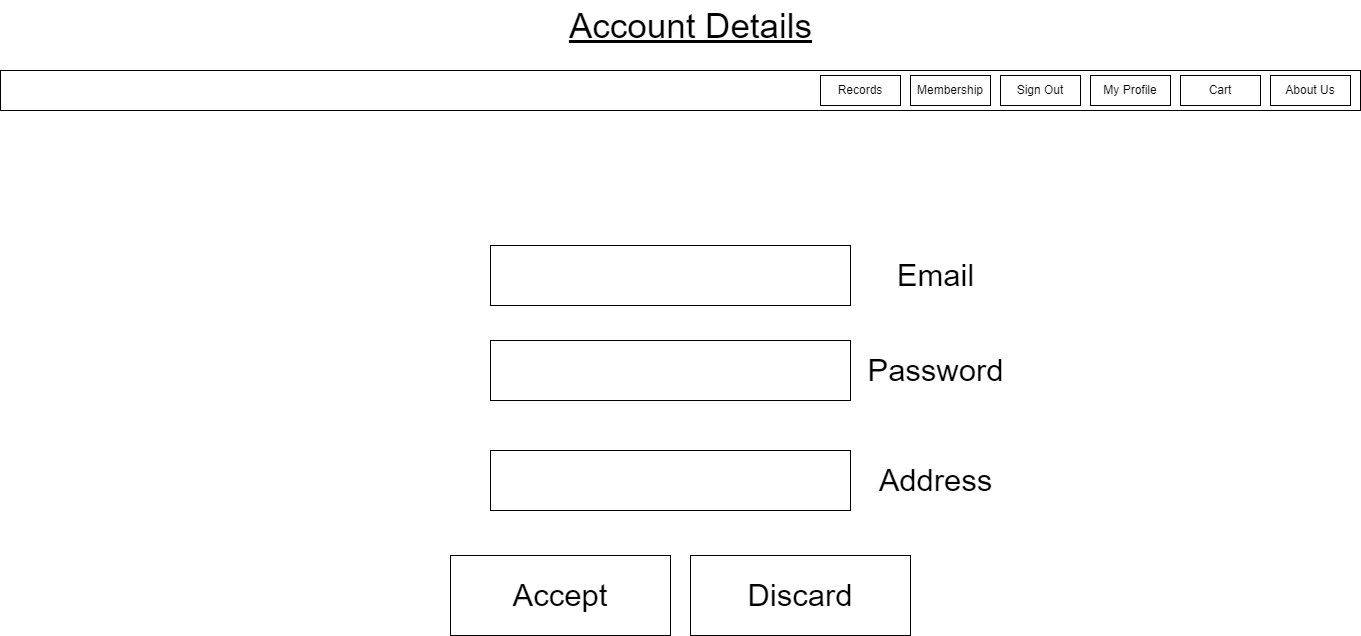 Account Details
Records Membership Sign Out My Profile Cart About Us
Email
Password
Address
Accept Discard